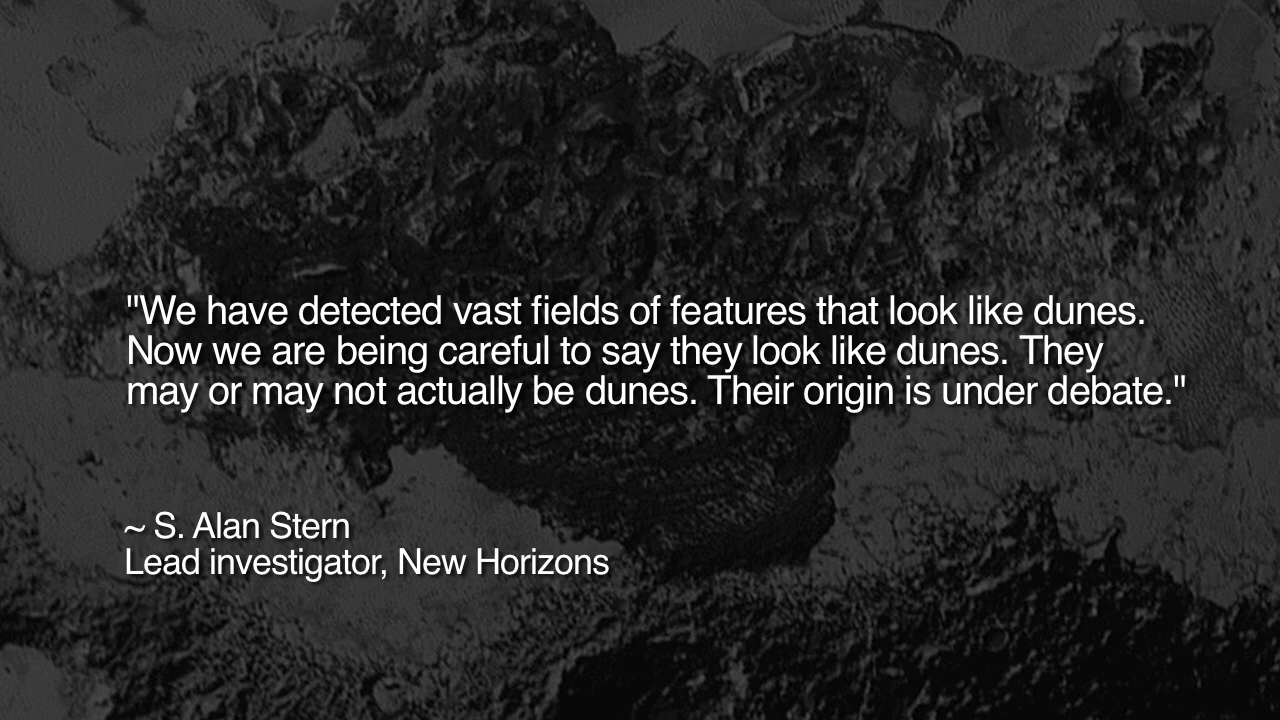 "We have detected vast fields of features that look like dunes.
Now we are being careful to say they look like dunes. They
may or may not actually be dunes. Their origin is under debate."
~ S. Alan Stern
Lead investigator, New Horizons